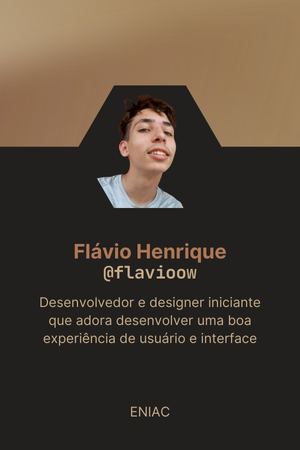 Flávio Henrique
@flavioow
Desenvolvedor e designer iniciante
que adora desenvolver uma boa
experiência de usuário e interface
ENIAC